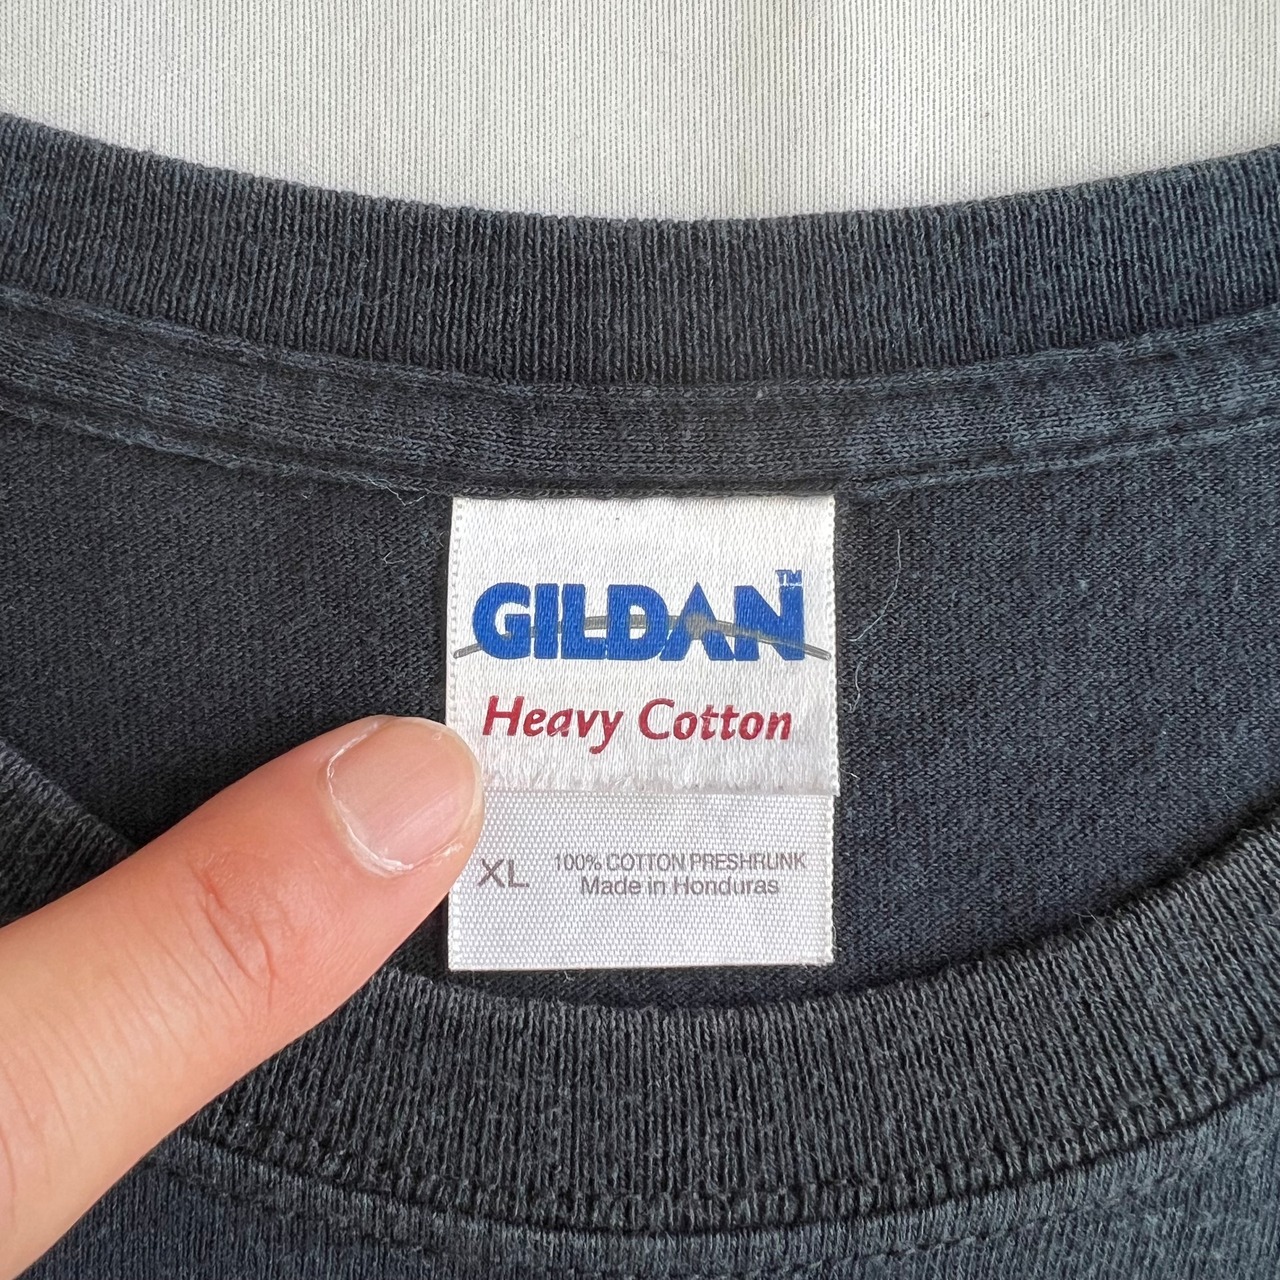 GILDAN™
Heavy Cotton
XL
100% COTTON PRESHRUNK
Made in Honduras